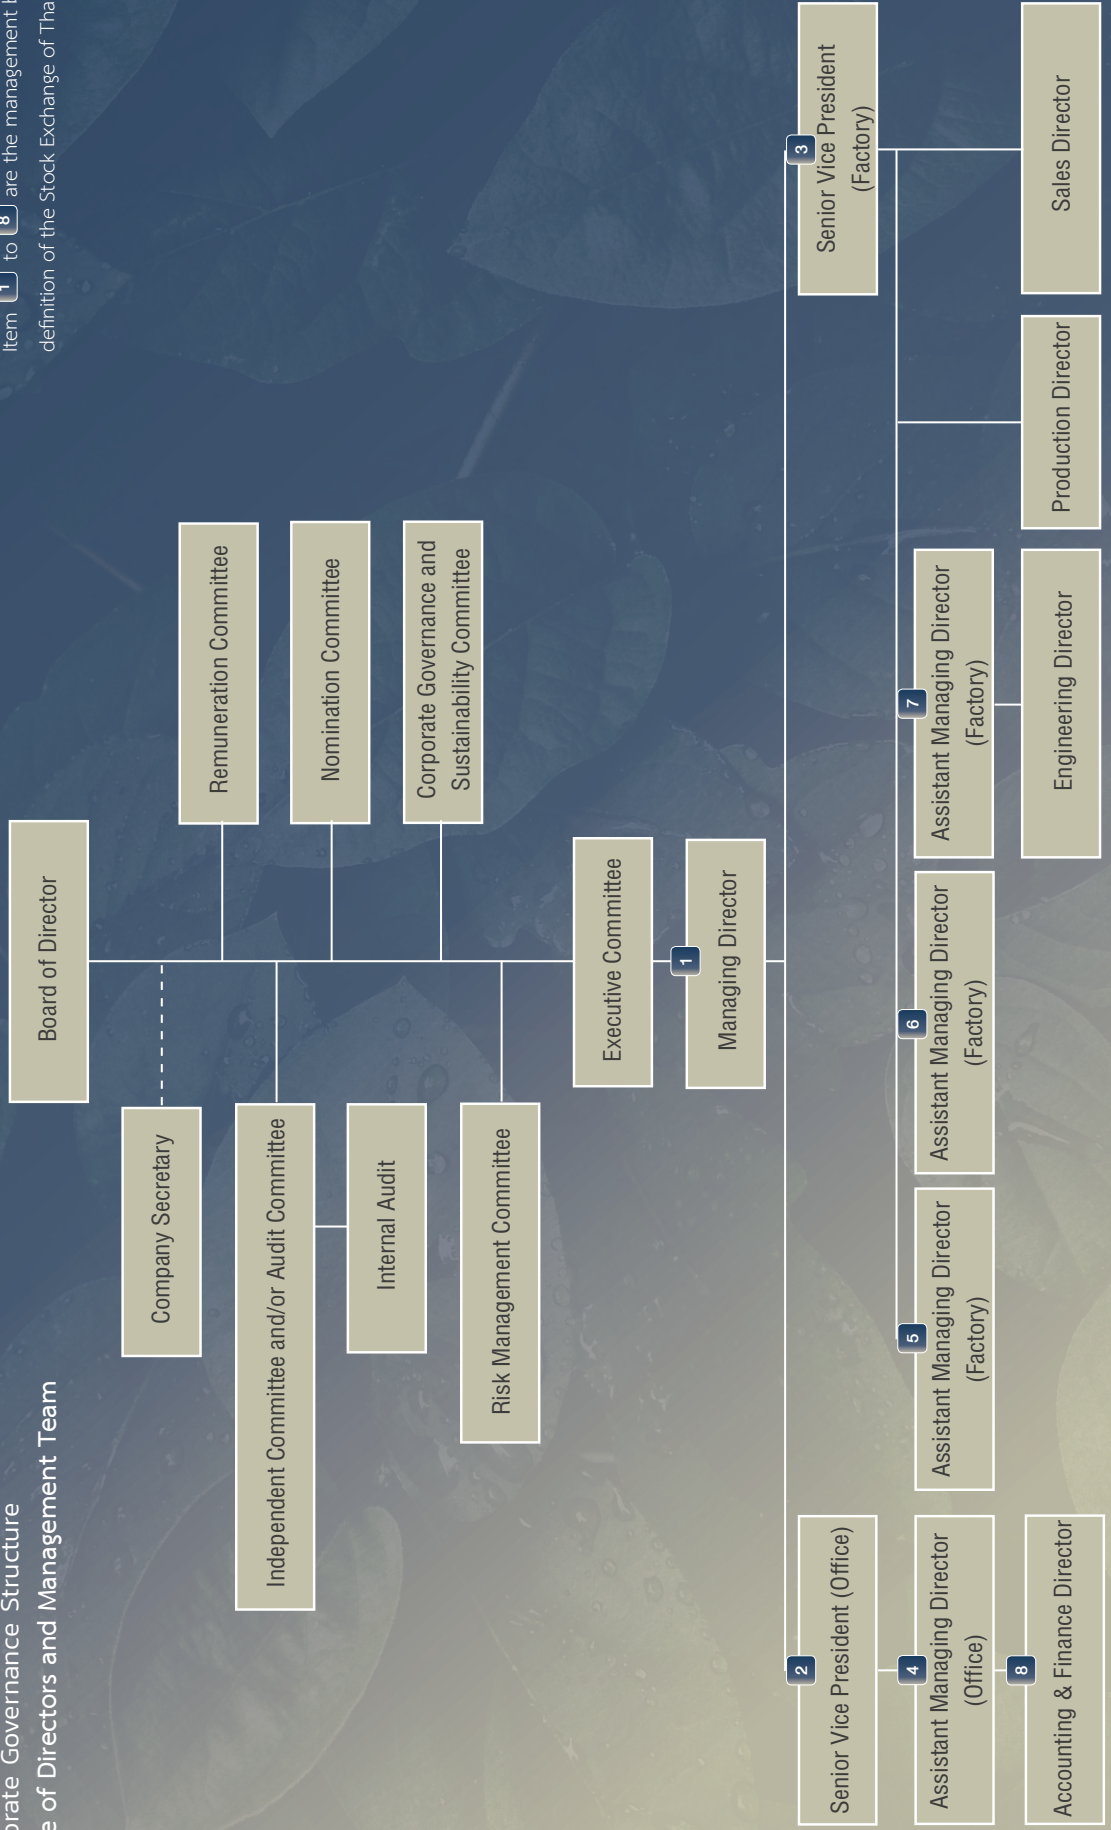 Governance Structure
of Directors and Management Team
Item 1 to 8 are the management
definition of the Stock Exchange of
Board of Director
Company Secretary
Remuneration Committee
Independent Committee and/or Audit Committee
Nomination Committee
Internal Audit
Corporate Governance and
Sustainability Committee
Risk Management Committee
Executive Committee
1
Managing Director
2
Senior Vice President (Office)
3
Senior Vice President
(Factory)
4
Assistant Managing Director
(Office)
5
Assistant Managing Director
(Factory)
6
Assistant Managing Director
(Factory)
7
Assistant Managing Director
(Factory)
8
Accounting & Finance Director
Engineering Director
Production Director
Sales Director